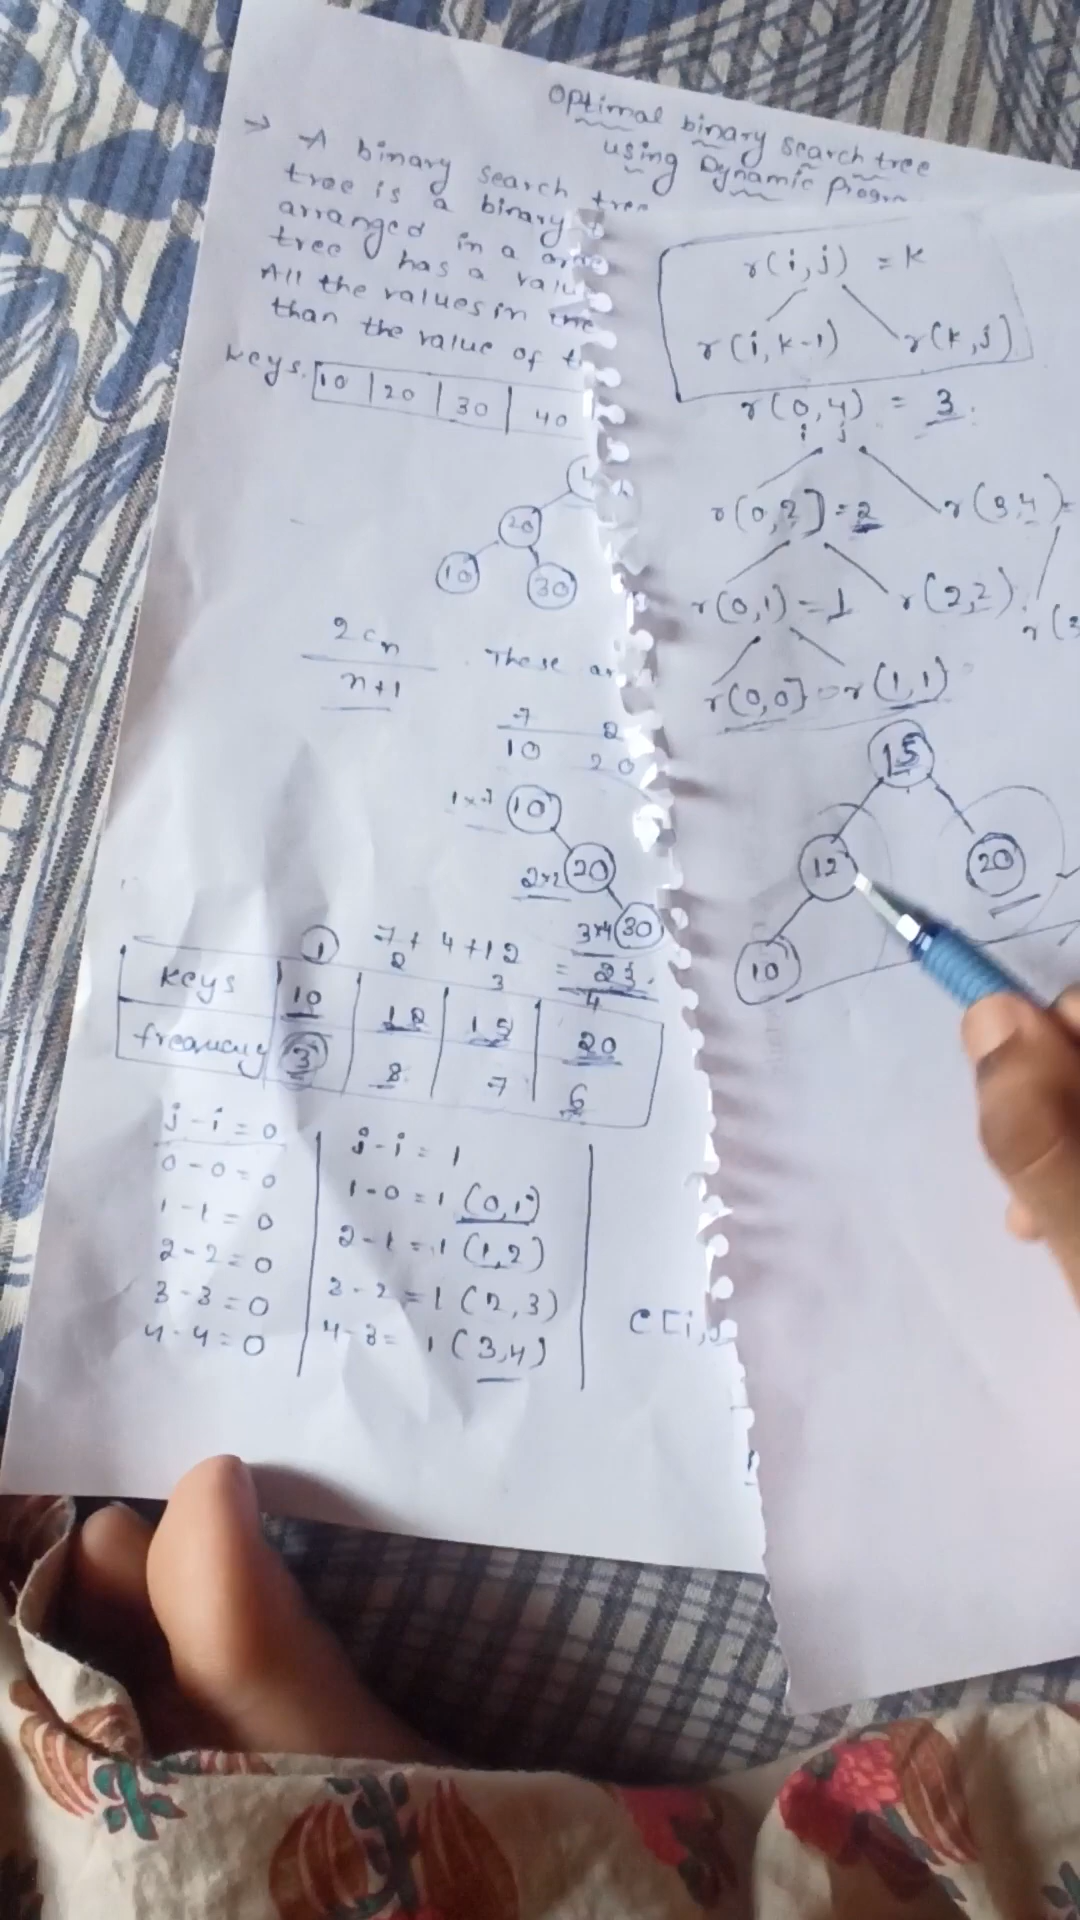 Optimal binary search tree
using Dynamic Progr
→ A binary search tree
tree is a binary
arranged in a
tree has a valu
All the values in the
than the value of t
keys. 10 | 20 | 30 | 40
20
10 30
2cn
n+1
These ar
7 2
10 20
1×7 10
2×2 20
3×4 30
7+4+12 = 23.
1 2 3 4
keys 10 12 15 20
frequncy 3 8 7 6
j-i=0
0-0=0
1-1=0
2-2=0
3-3=0
4-4=0
j-i=1
1-0=1 (0,1)
2-1=1 (1,2)
3-2=1 (2,3)
4-3=1 (3,4)
C[i,
r(i,j) = k
r(i,k-1) r(k,j)
r(0,4) = 3.
i j
r(0,2]=2 r(3,4)=
r(0,1)=1 r(2,2)
r(0,0] r(1,1)
15
12 20
10